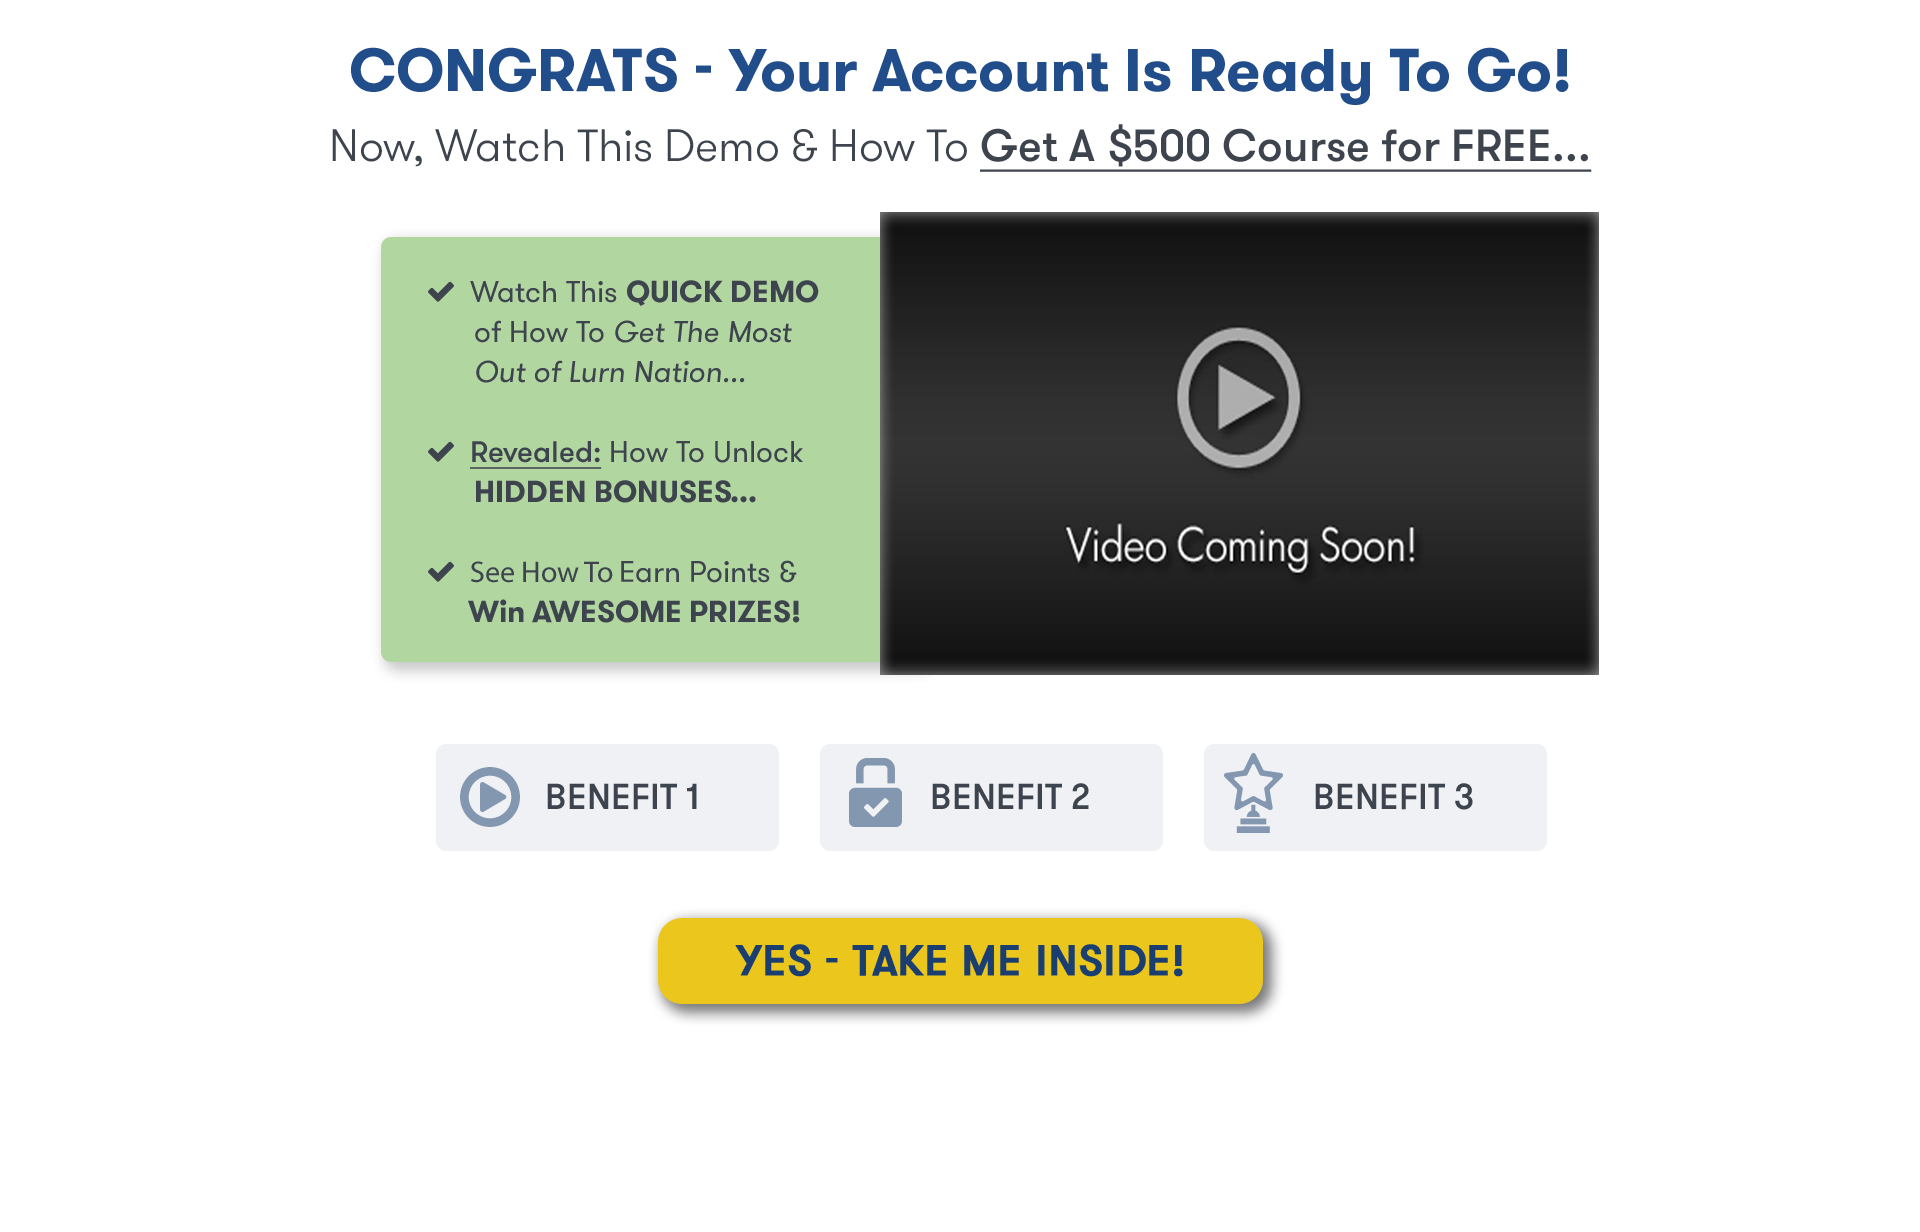 CONGRATS - Your Account Is Ready To Go!
Now, Watch This Demo & How To Get A $500 Course for FREE...
Watch This QUICK DEMO
of How To Get The Most
Out of Lurn Nation...
Revealed: How To Unlock
HIDDEN BONUSES...
See How To Earn Points &
Win AWESOME PRIZES!
Video Coming Soon!
BENEFIT 1
BENEFIT 2
BENEFIT 3
YES - TAKE ME INSIDE!